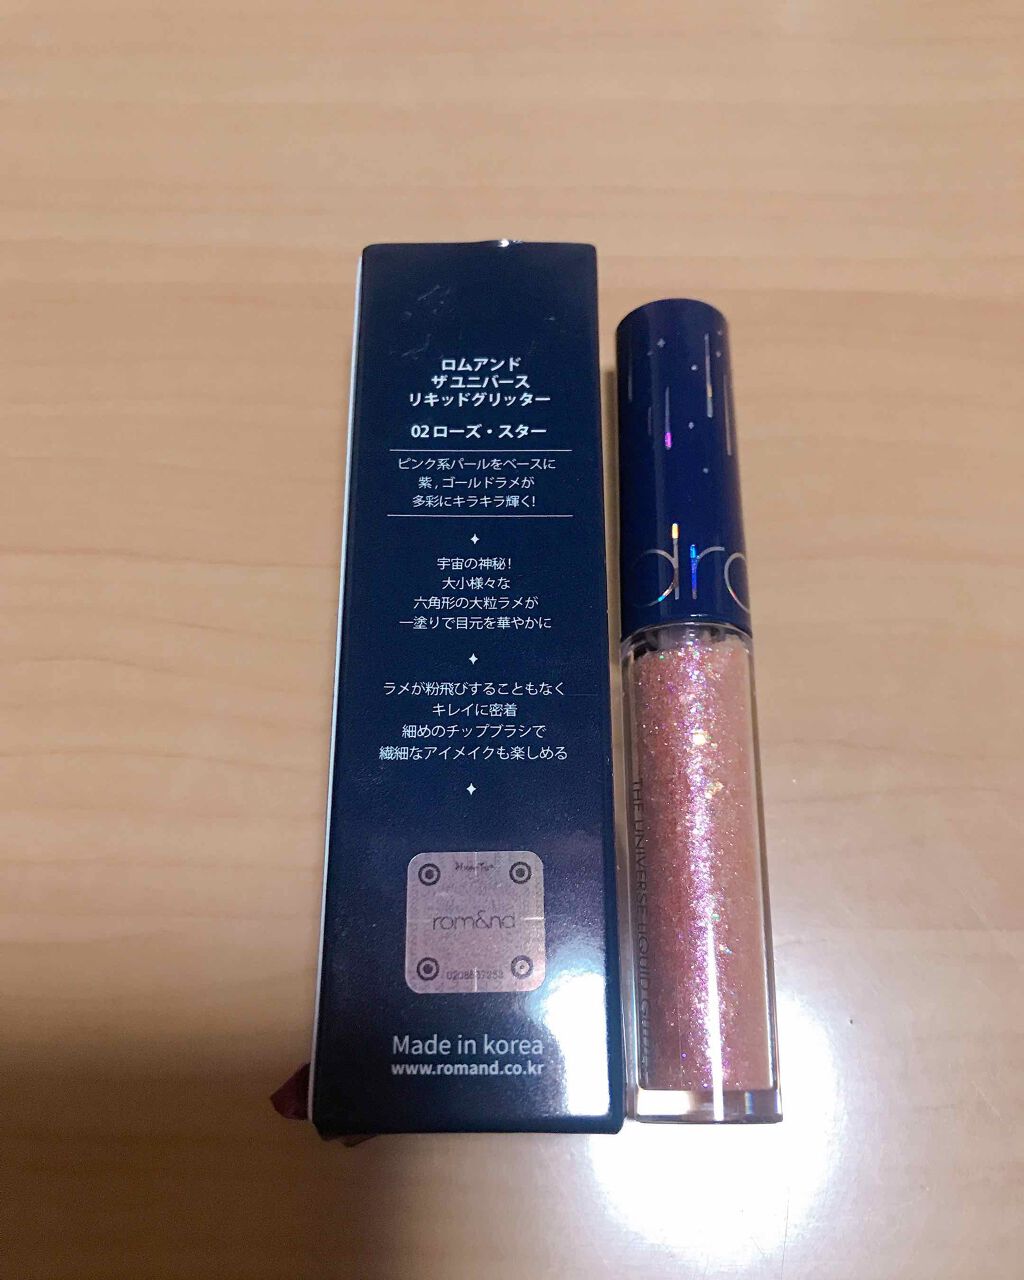 ロムアンド
ザ ユニバース
リキッドグリッター
02 ローズ・スター
ピンク系パールをベースに
紫 , ゴールドラメが
多彩にキラキラ輝く!
宇宙の神秘!
大小様々な
六角形の大粒ラメが
一塗りで目元を華やかに
ラメが粉飛びすることもなく
キレイに密着
細めのチップブラシで
繊細なアイメイクも楽しめる
rom&nd
Made in korea
www.romand.co.kr
THE UNIVERSE LIQUID